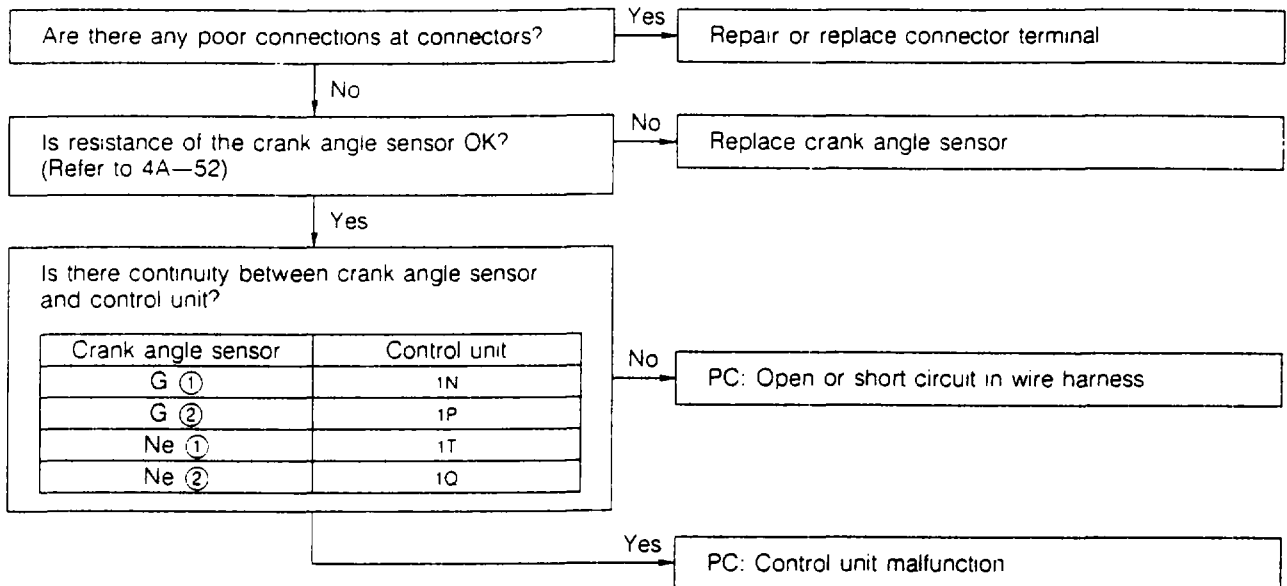 Are there any poor connections at connectors?
Yes
Repair or replace connector terminal
No
Is resistance of the crank angle sensor OK?
(Refer to 4A—52)
No
Replace crank angle sensor
Yes
Is there continuity between crank angle sensor
and control unit?
Crank angle sensor Control unit
G ① 1N
G ② 1P
Ne ① 1T
Ne ② 1Q
No
PC: Open or short circuit in wire harness
Yes
PC: Control unit malfunction